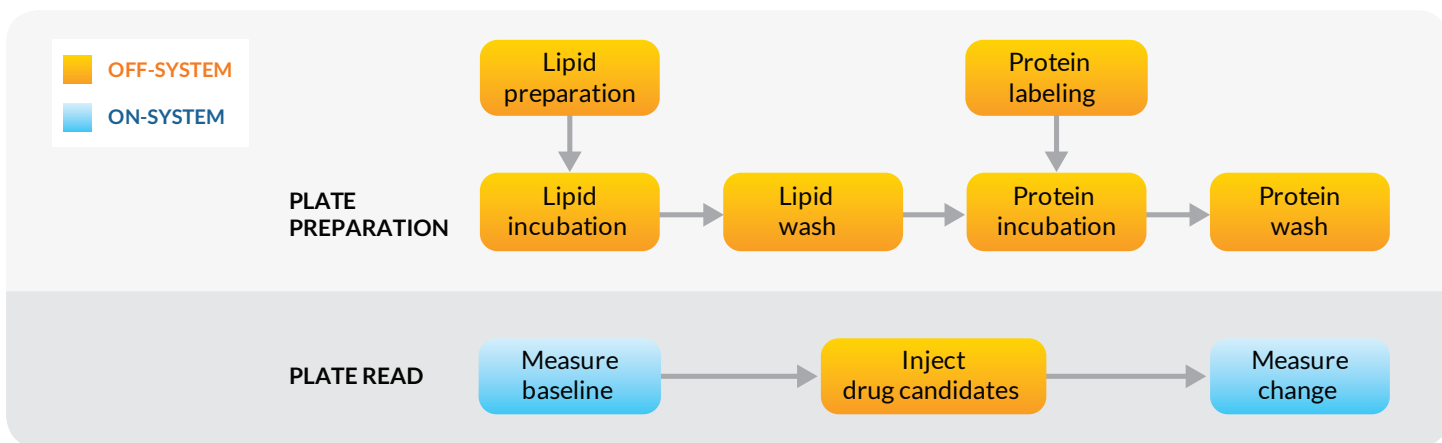 OFF-SYSTEM
ON-SYSTEM
Lipid
preparation
Protein
labeling
PLATE
PREPARATION
Lipid
incubation
Lipid
wash
Protein
incubation
Protein
wash
PLATE READ
Measure
baseline
Inject
drug candidates
Measure
change